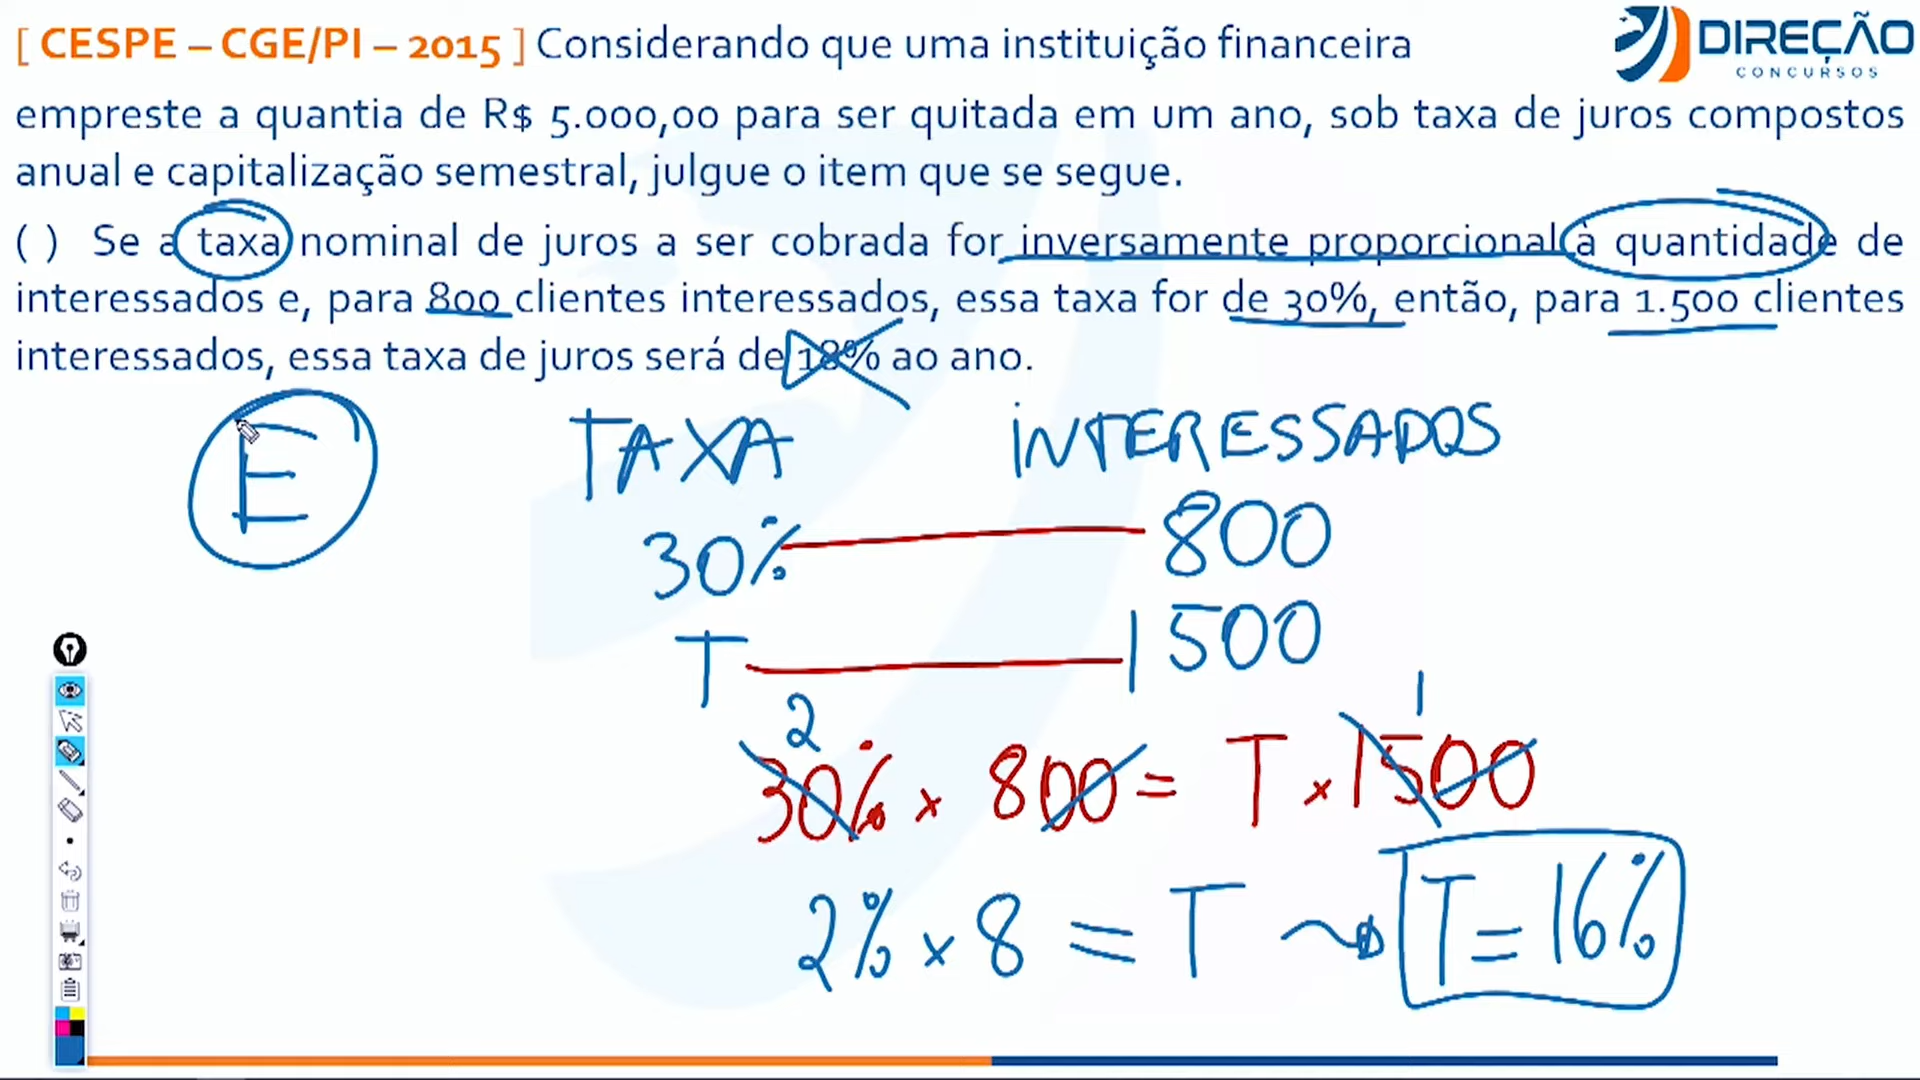 [ CESPE – CGE/PI – 2015 ] Considerando que uma instituição financeira
DIREÇÃO
CONCURSOS
empreste a quantia de R$ 5.000,00 para ser quitada em um ano, sob taxa de juros compostos
anual e capitalização semestral, julgue o item que se segue.
( ) Se a taxa nominal de juros a ser cobrada for inversamente proporcional à quantidade de
interessados e, para 800 clientes interessados, essa taxa for de 30%, então, para 1.500 clientes
interessados, essa taxa de juros será de 18% ao ano.
E
TAXA INTERESSADOS
30% 800
T 1500
2 1
30% x 800 = T x 1500
2% x 8 = T T = 16%